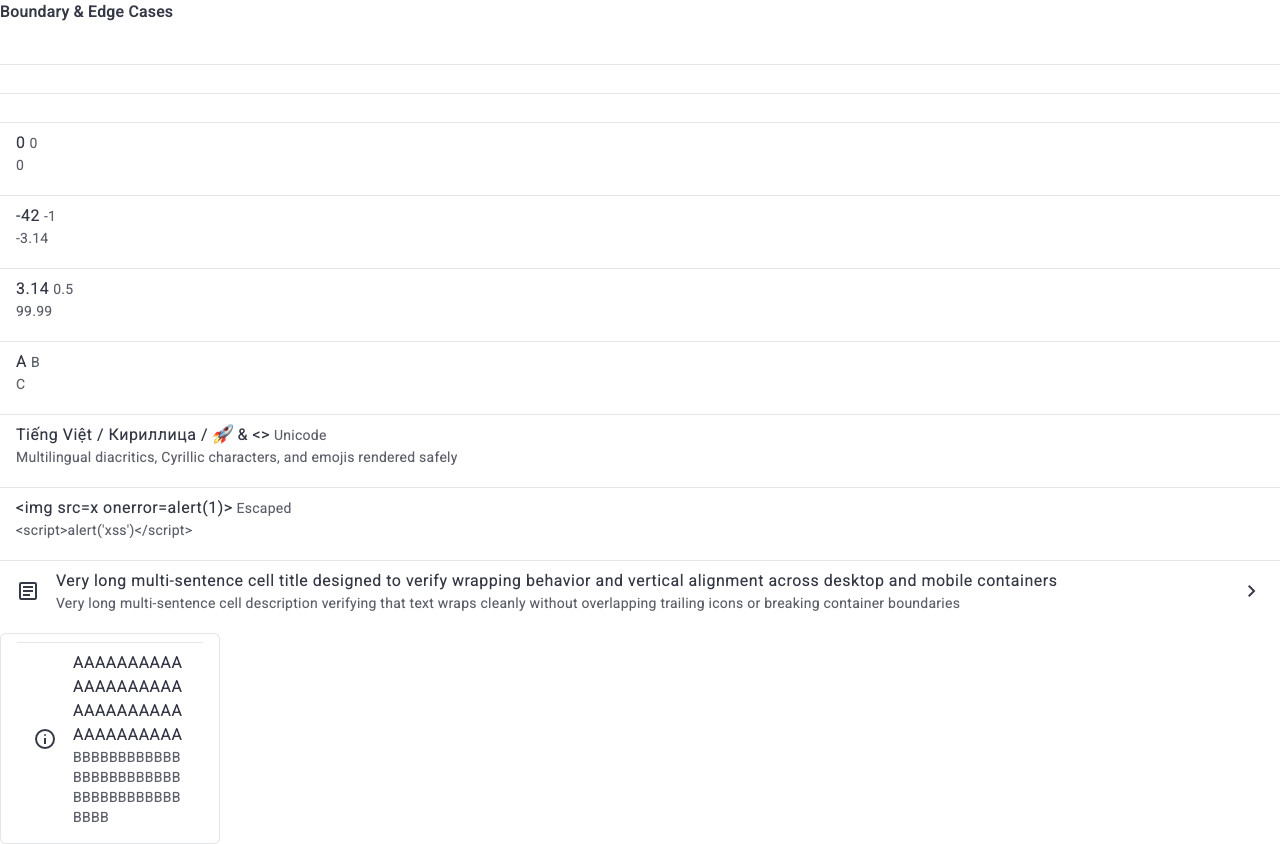 Boundary & Edge Cases
0 0
0
-42 -1
-3.14
3.14 0.5
99.99
A B
C
Tiếng Việt / Кириллица / 🚀 & <> Unicode
Multilingual diacritics, Cyrillic characters, and emojis rendered safely
<img src=x onerror=alert(1)> Escaped
<script>alert('xss')</script>
Very long multi-sentence cell title designed to verify wrapping behavior and vertical alignment across desktop and mobile containers
Very long multi-sentence cell description verifying that text wraps cleanly without overlapping trailing icons or breaking container boundaries
AAAAAAAAAA
AAAAAAAAAA
AAAAAAAAAA
AAAAAAAAAA
BBBBBBBBBBBB
BBBBBBBBBBBB
BBBBBBBBBBBB
BBBB